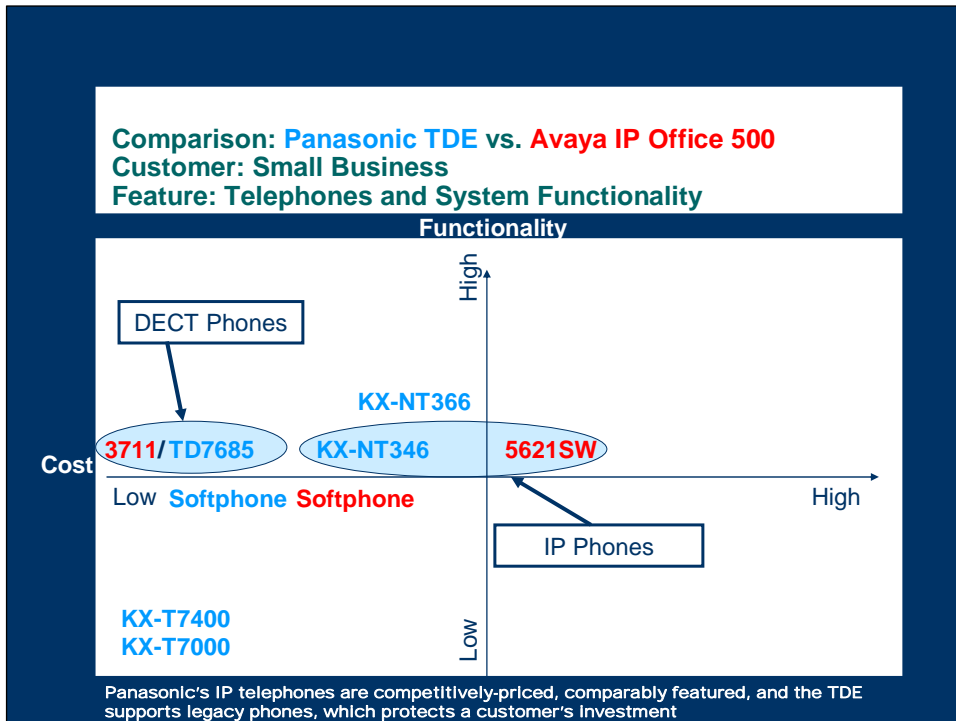 Comparison: Panasonic TDE vs. Avaya IP Office 500
Customer: Small Business
Feature: Telephones and System Functionality
Functionality
High
DECT Phones
KX-NT366
3711/TD7685
KX-NT346
5621SW
Cost
Low
Softphone
Softphone
High
IP Phones
KX-T7400
KX-T7000
Low
Panasonic's IP telephones are competitively-priced, comparably featured, and the TDE
supports legacy phones, which protects a customer's investment